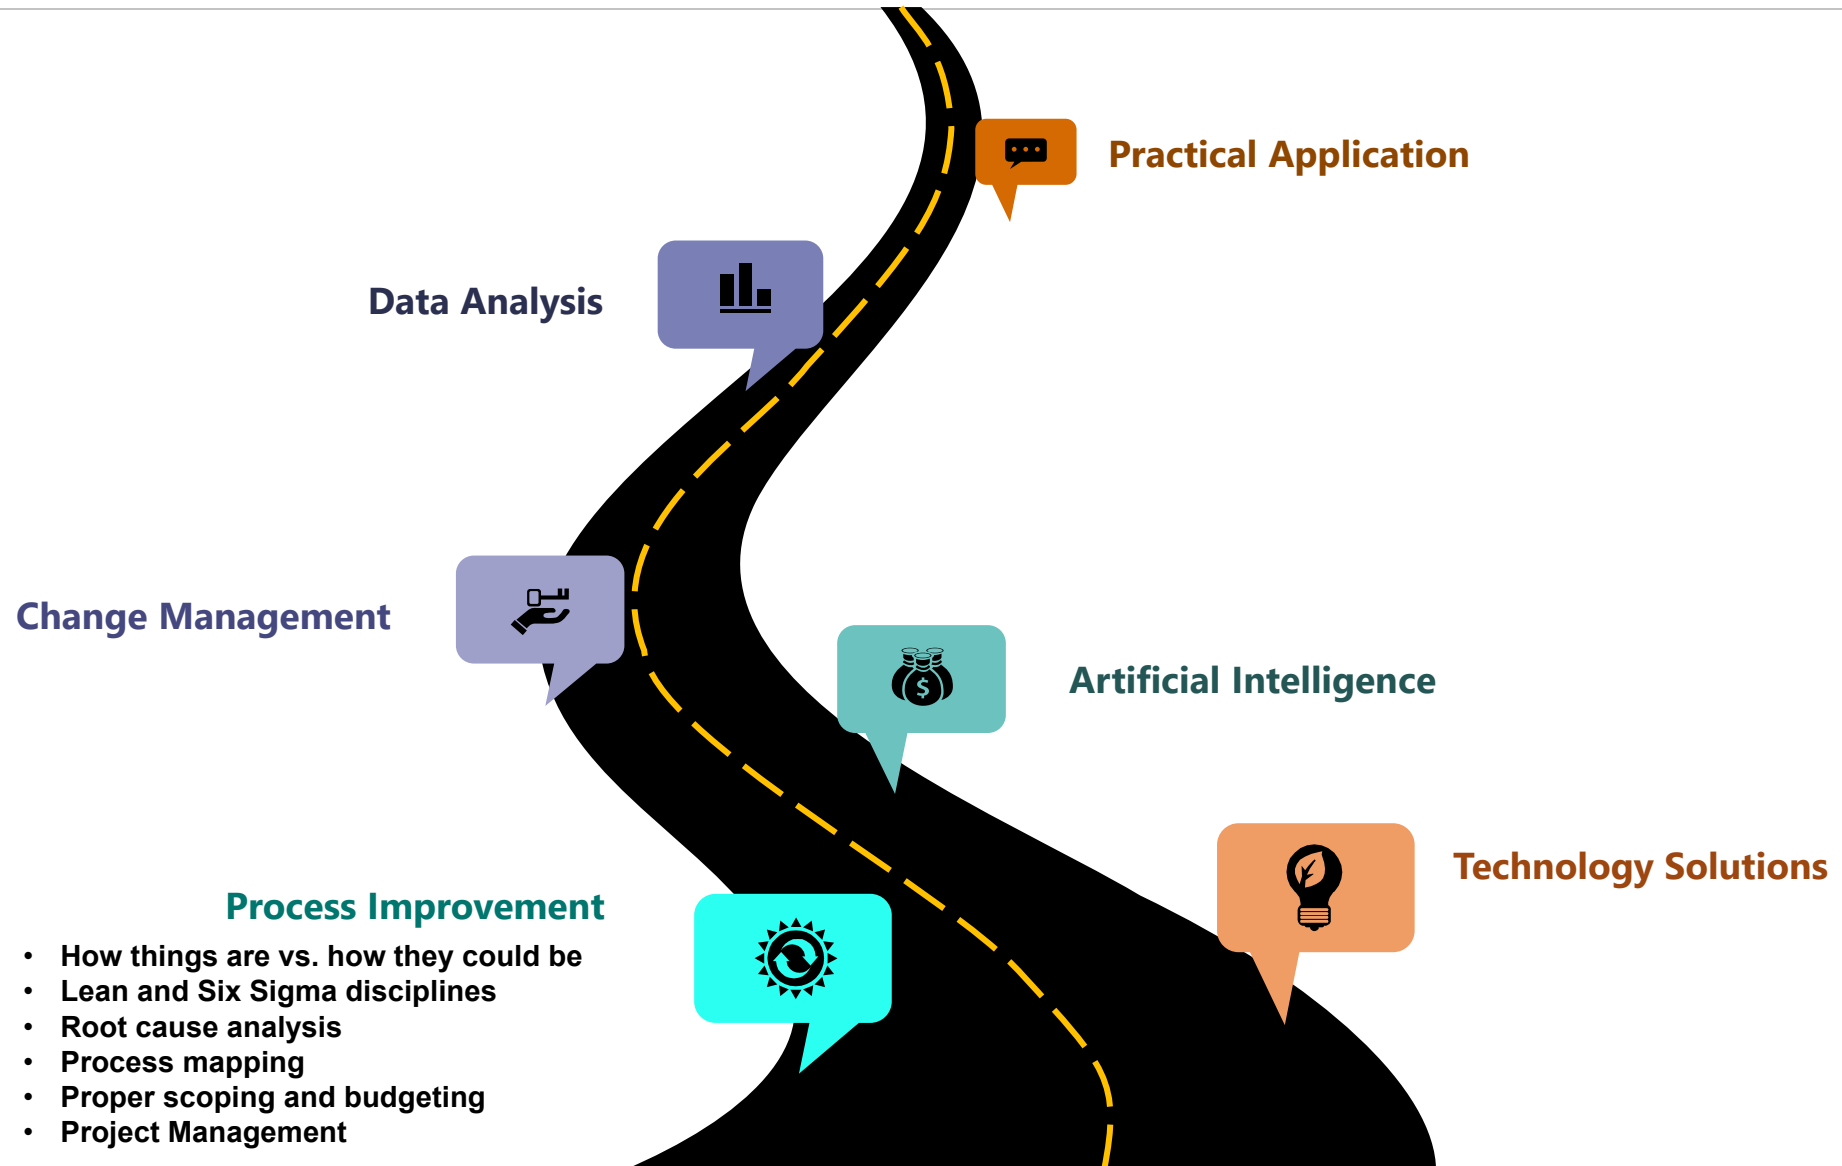 Practical Application
Data Analysis
Change Management
$
Artificial Intelligence
Technology Solutions
Process Improvement
• How things are vs. how they could be
• Lean and Six Sigma disciplines
• Root cause analysis
• Process mapping
• Proper scoping and budgeting
• Project Management